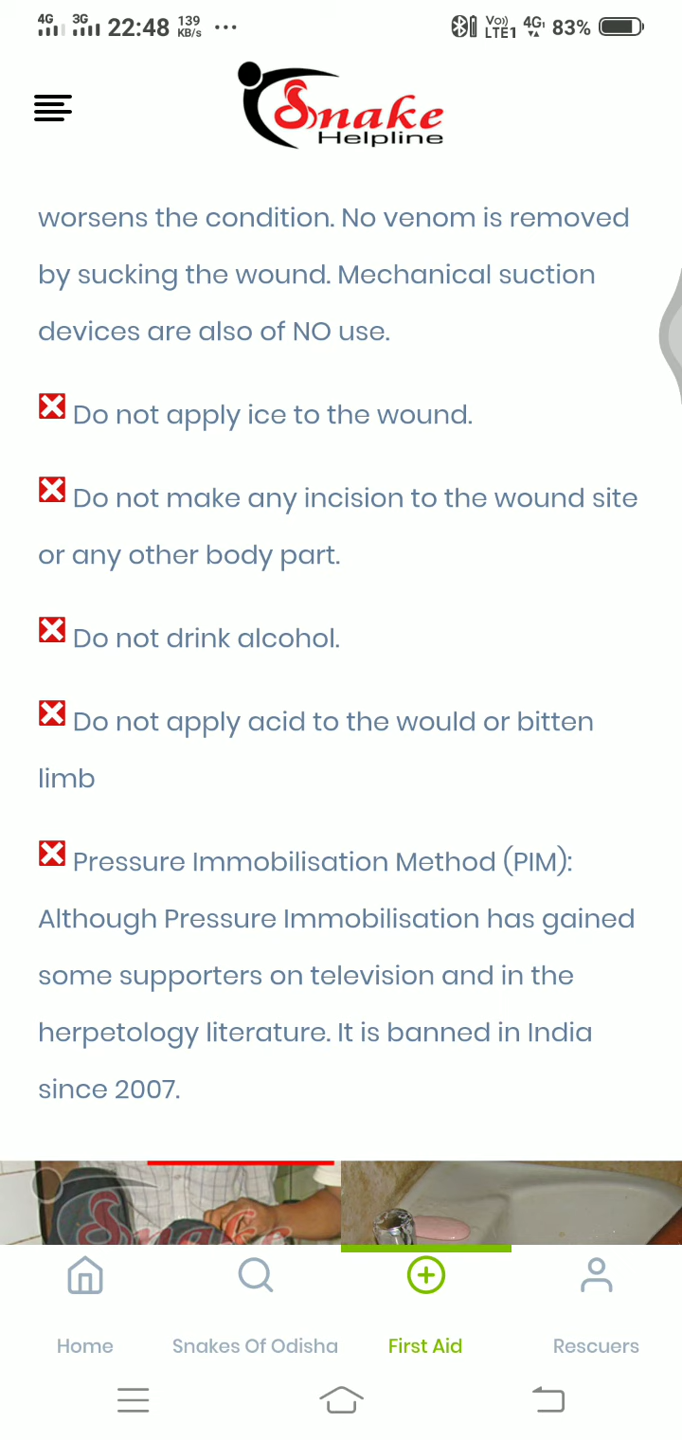 4G 3G 22:48 139 KB/s ... Vo)) LTE1 4G 83%
Snake
Helpline
worsens the condition. No venom is removed
by sucking the wound. Mechanical suction
devices are also of NO use.
❎ Do not apply ice to the wound.
❎ Do not make any incision to the wound site
or any other body part.
❎ Do not drink alcohol.
❎ Do not apply acid to the would or bitten
limb
❎ Pressure Immobilisation Method (PIM):
Although Pressure Immobilisation has gained
some supporters on television and in the
herpetology literature. It is banned in India
since 2007.
Snake
Home Snakes Of Odisha First Aid Rescuers